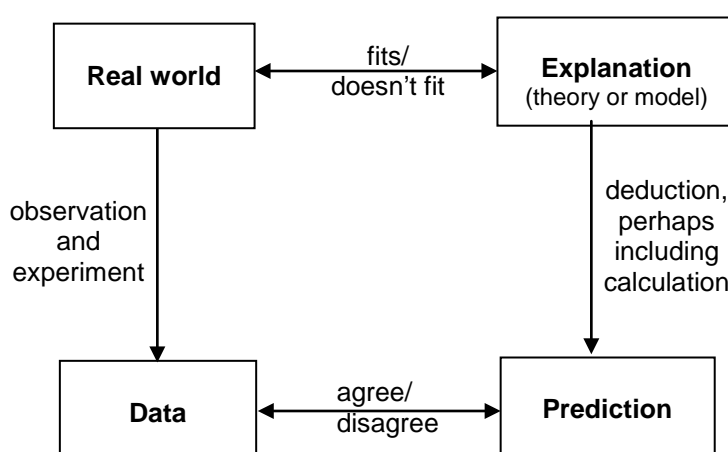 Real world
fits/
doesn’t fit
Explanation
(theory or model)
observation
and
experiment
deduction,
perhaps
including
calculation
Data
agree/
disagree
Prediction